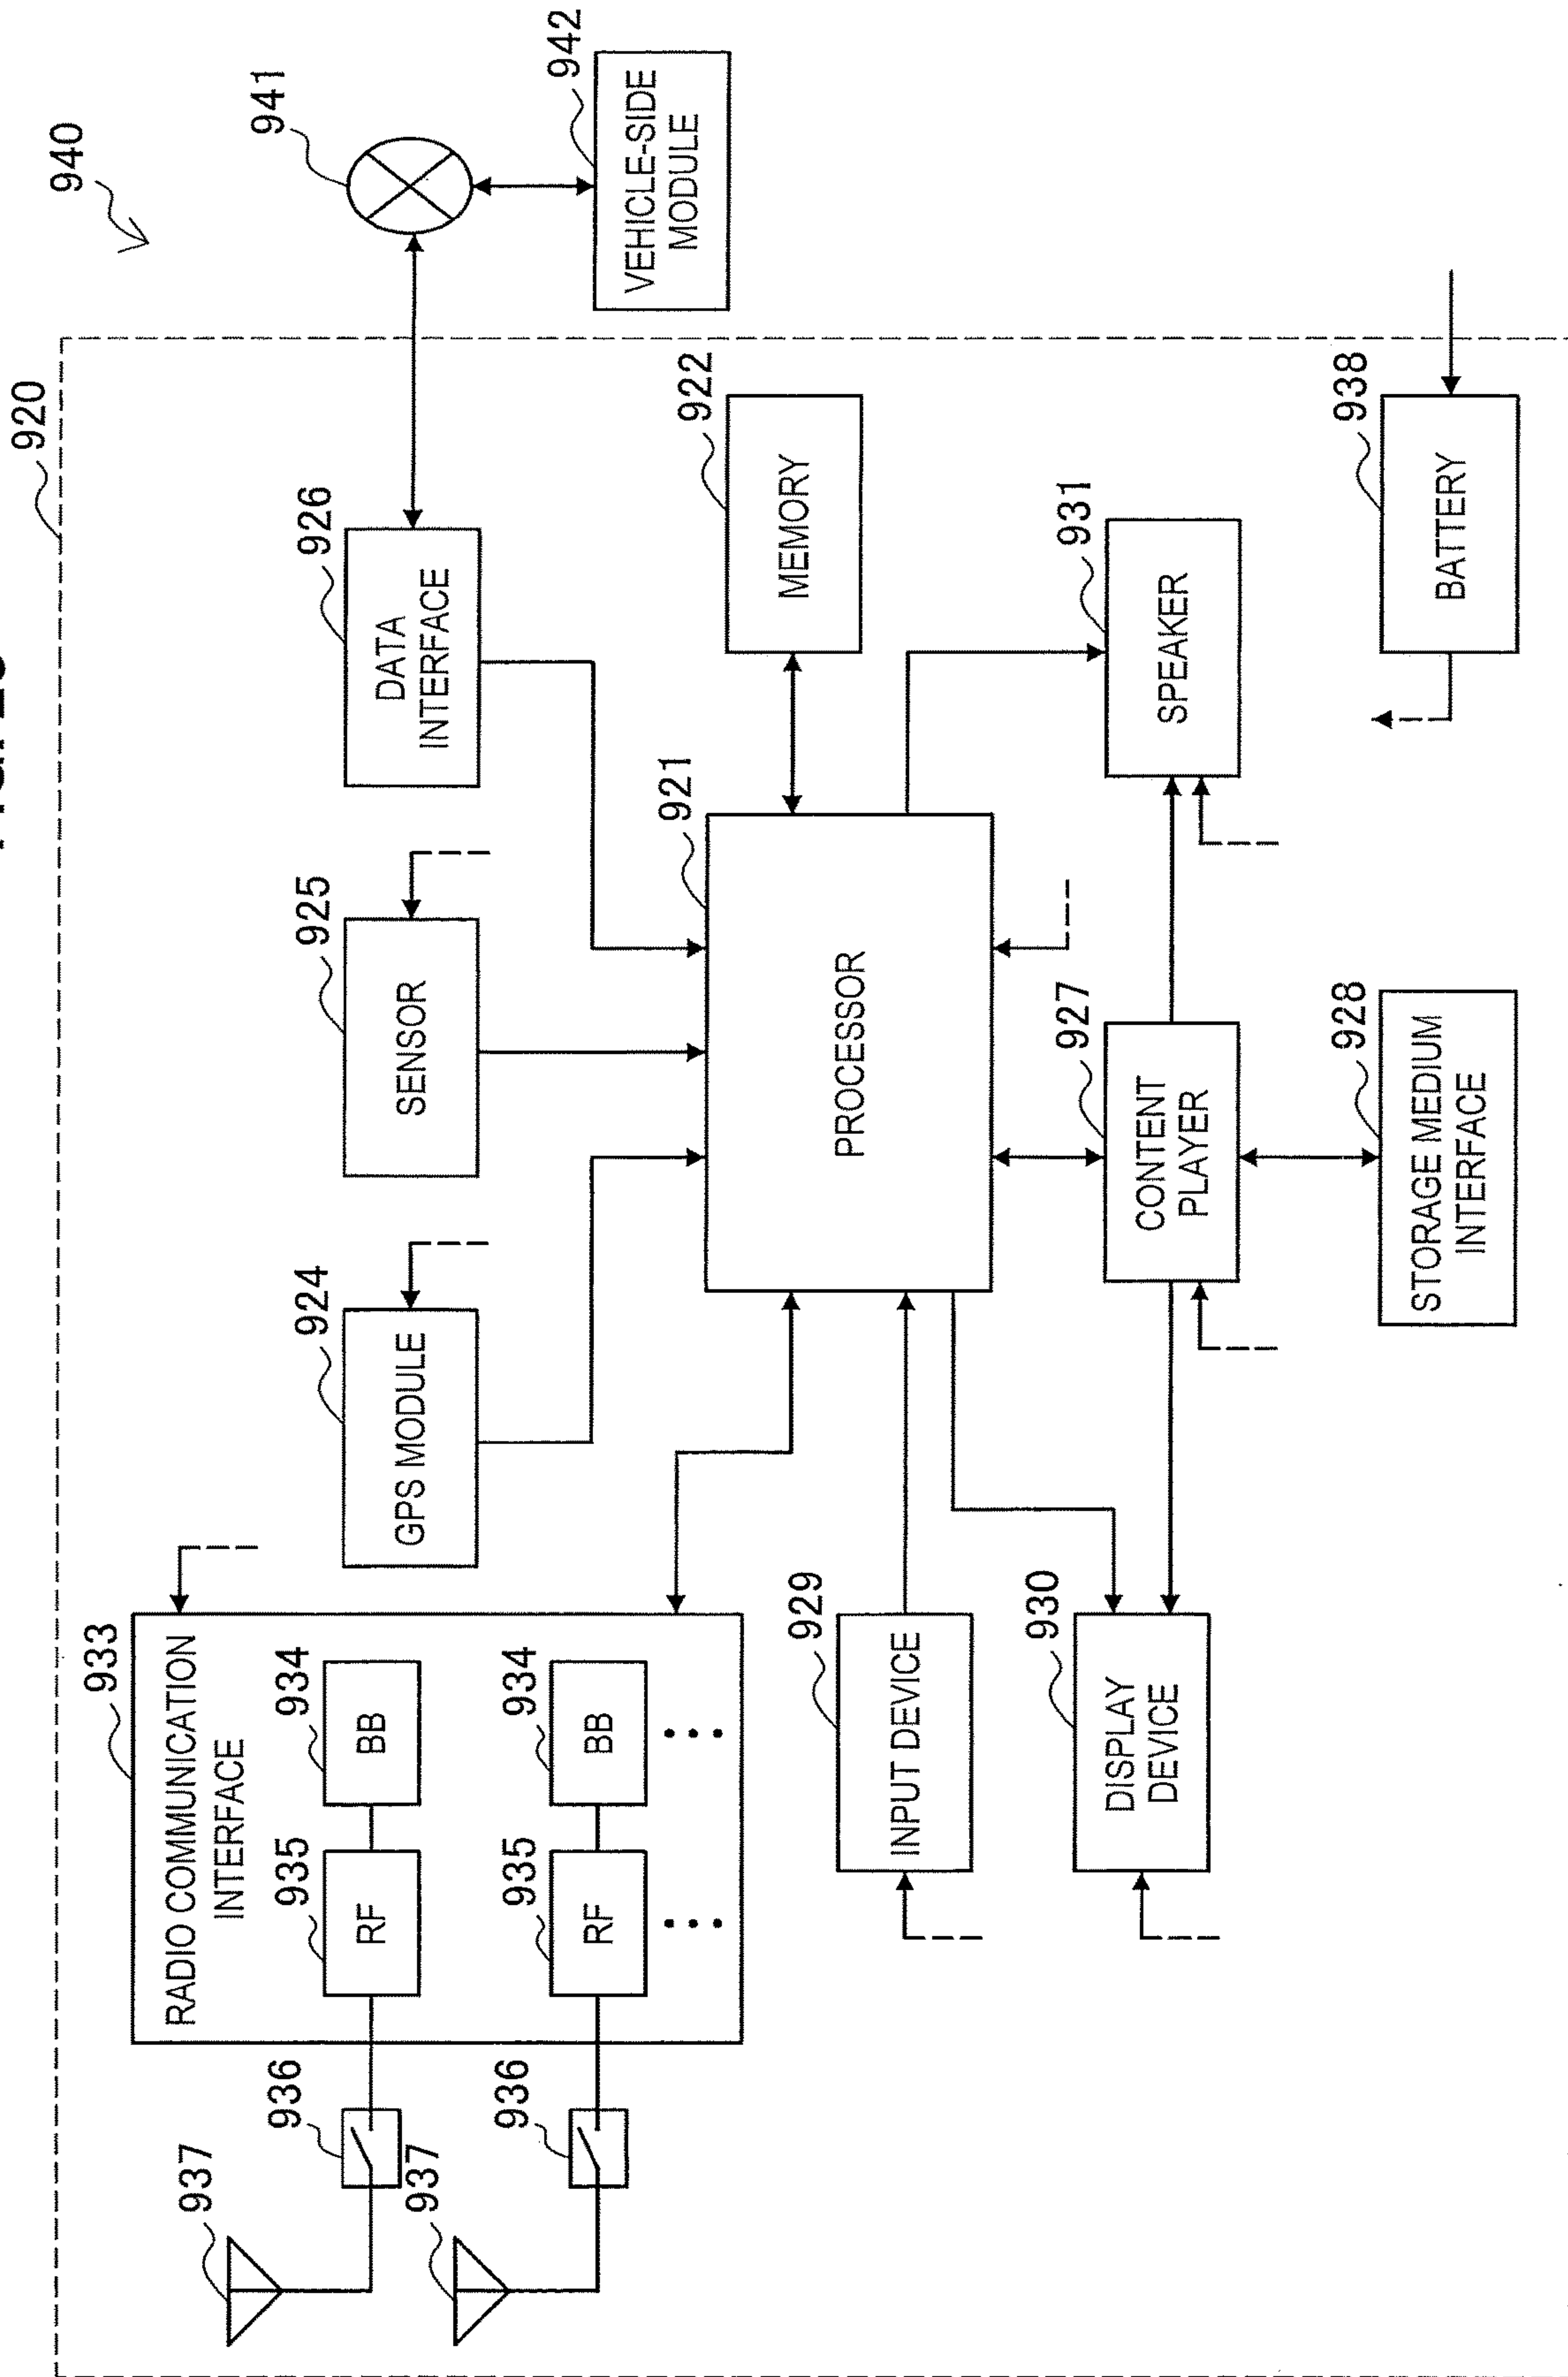 940
920
941
942
VEHICLE-SIDE
MODULE
933
RADIO COMMUNICATION
INTERFACE
937
936
935
RF
934
BB
937
936
935
RF
934
BB
924
GPS MODULE
925
SENSOR
926
DATA
INTERFACE
921
PROCESSOR
922
MEMORY
929
INPUT DEVICE
930
DISPLAY
DEVICE
927
CONTENT
PLAYER
931
SPEAKER
928
STORAGE MEDIUM
INTERFACE
938
BATTERY